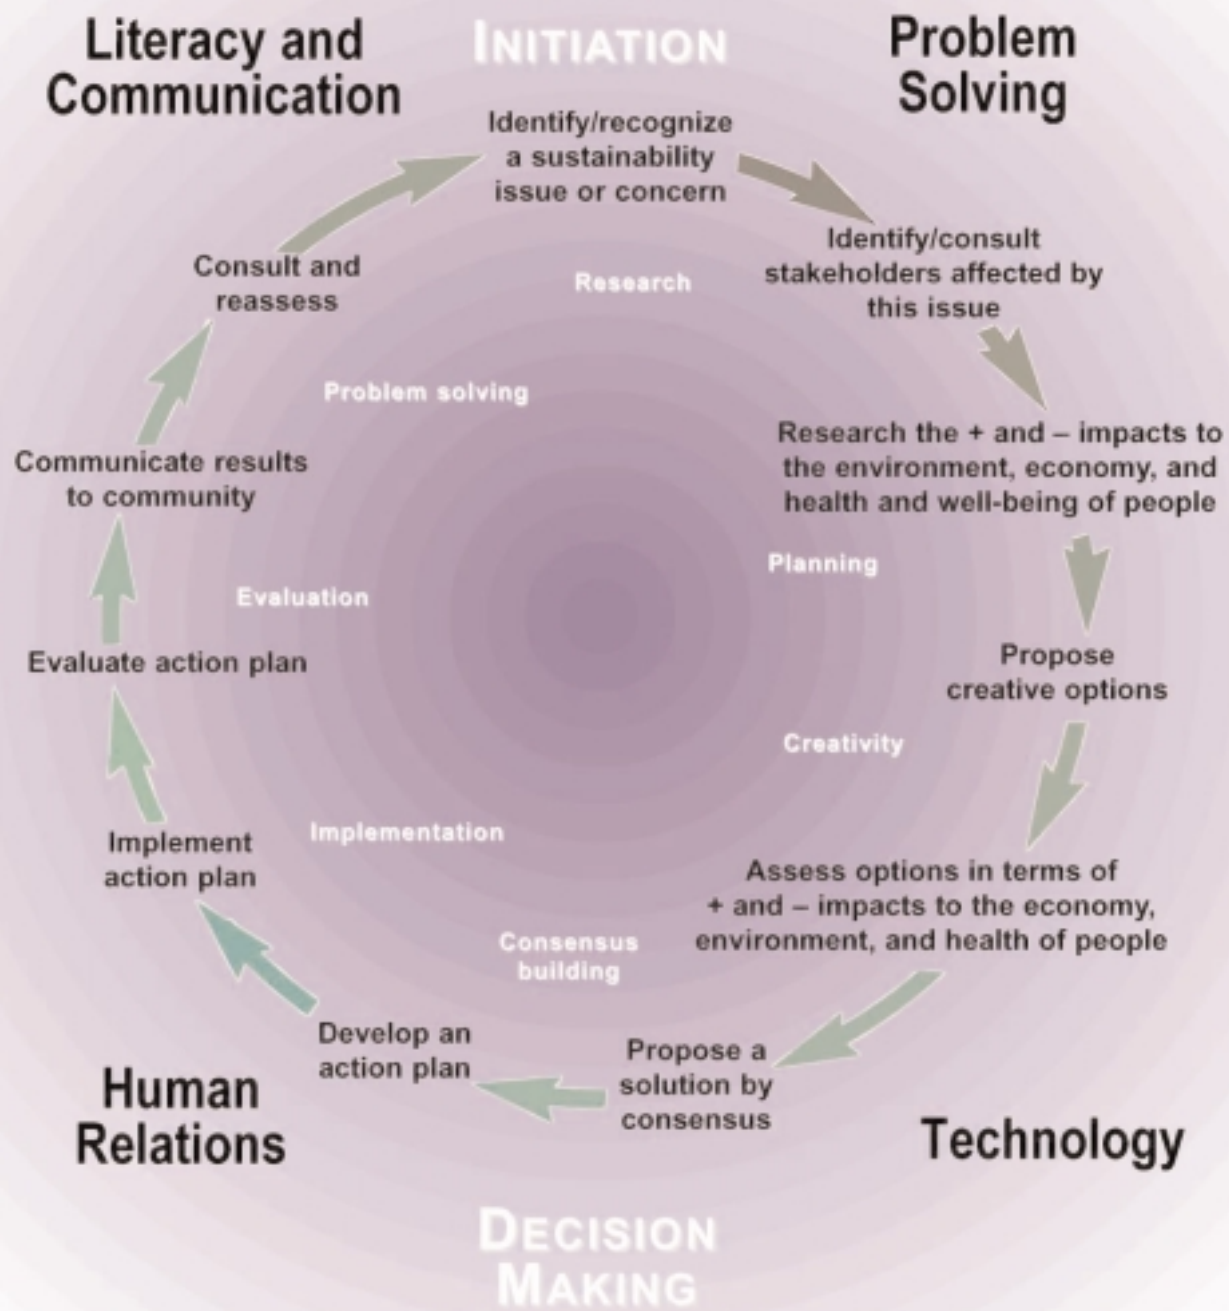 Literacy and
Communication
INITIATION
Problem
Solving
Identify/recognize
a sustainability
issue or concern
Identify/consult
stakeholders affected by
this issue
Research the + and – impacts to
the environment, economy, and
health and well-being of people
Propose
creative options
Assess options in terms of
+ and – impacts to the economy,
environment, and health of people
Propose a
solution by
consensus
Develop an
action plan
Implement
action plan
Evaluate action plan
Communicate results
to community
Consult and
reassess
Research
Planning
Creativity
Consensus
building
Implementation
Evaluation
Problem solving
Human
Relations
Technology
DECISION
MAKING